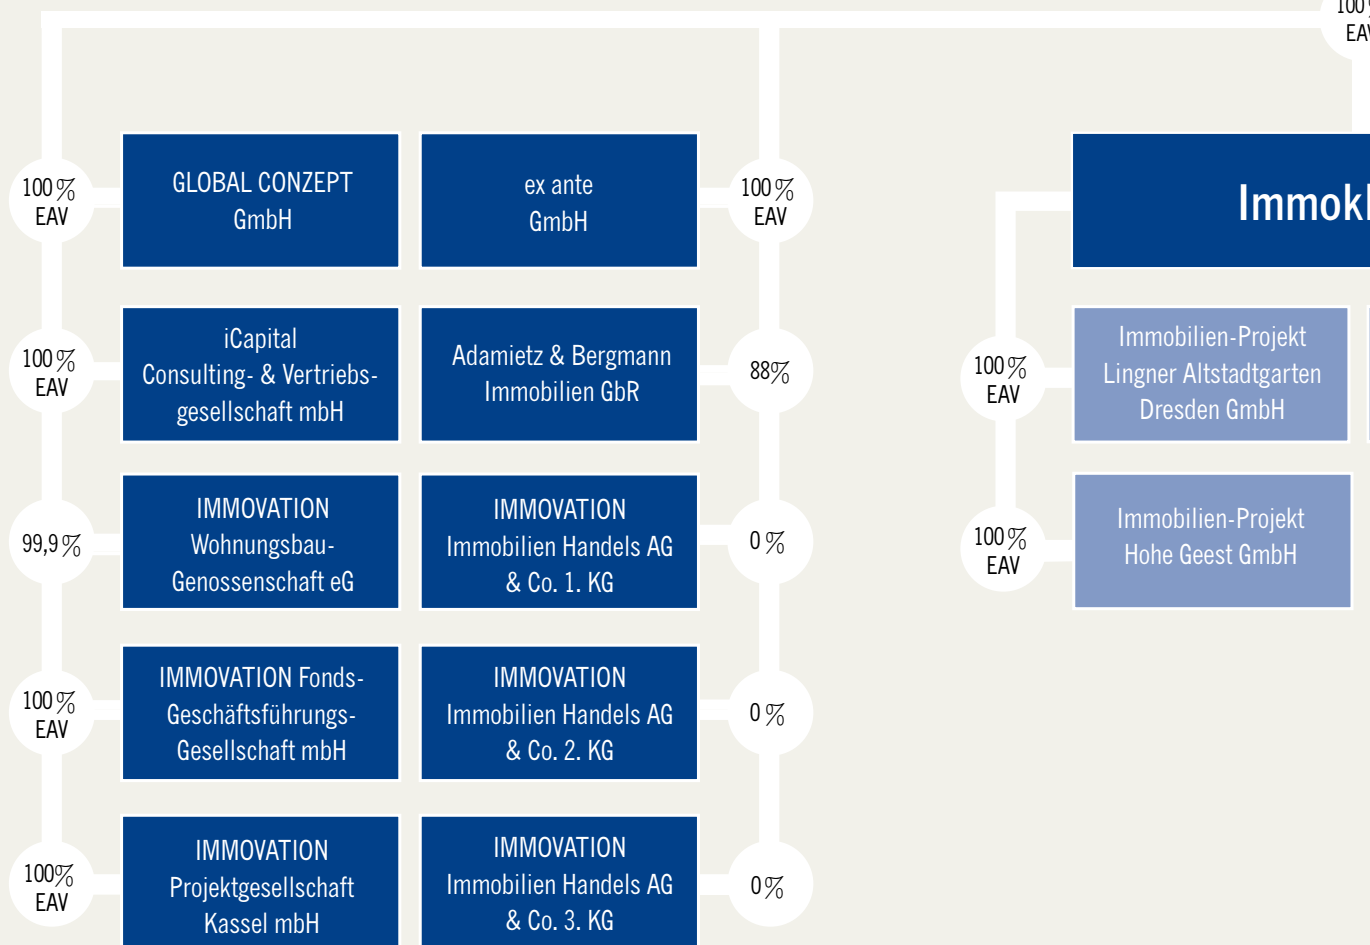 100 %
EAV
100 %
EAV
GLOBAL CONZEPT
GmbH
ex ante
GmbH
100 %
EAV
100 %
EAV
iCapital
Consulting- & Vertriebs-
gesellschaft mbH
Adamietz & Bergmann
Immobilien GbR
88%
99,9 %
IMMOVATION
Wohnungsbau-
Genossenschaft eG
IMMOVATION
Immobilien Handels AG
& Co. 1. KG
0 %
100 %
EAV
IMMOVATION Fonds-
Geschäftsführungs-
Gesellschaft mbH
IMMOVATION
Immobilien Handels AG
& Co. 2. KG
0 %
100%
EAV
IMMOVATION
Projektgesellschaft
Kassel mbH
IMMOVATION
Immobilien Handels AG
& Co. 3. KG
0 %
100 %
EAV
Immobilien-Projekt
Lingner Altstadtgarten
Dresden GmbH
100 %
EAV
Immobilien-Projekt
Hohe Geest GmbH